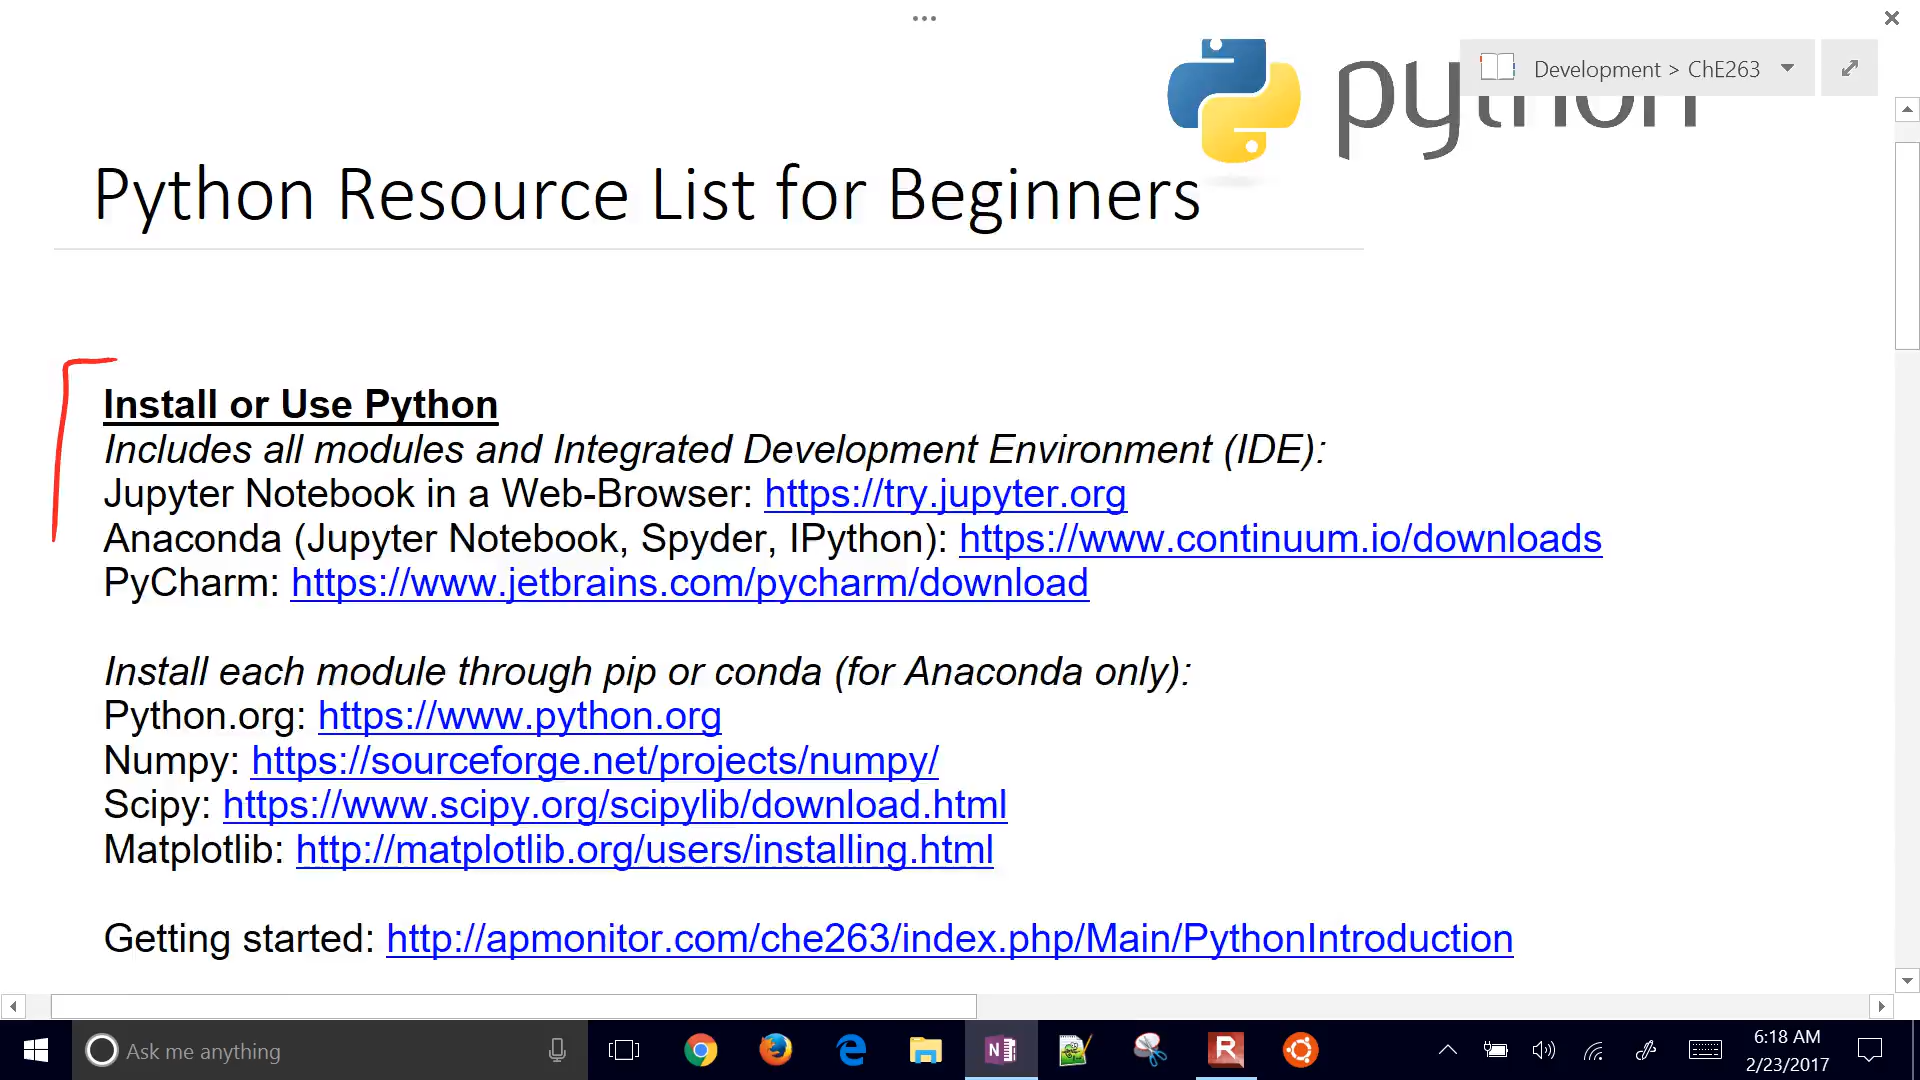 Development > ChE263
python
Python Resource List for Beginners
Install or Use Python
Includes all modules and Integrated Development Environment (IDE):
Jupyter Notebook in a Web-Browser: https://try.jupyter.org
Anaconda (Jupyter Notebook, Spyder, IPython): https://www.continuum.io/downloads
PyCharm: https://www.jetbrains.com/pycharm/download
Install each module through pip or conda (for Anaconda only):
Python.org: https://www.python.org
Numpy: https://sourceforge.net/projects/numpy/
Scipy: https://www.scipy.org/scipylib/download.html
Matplotlib: http://matplotlib.org/users/installing.html
Getting started: http://apmonitor.com/che263/index.php/Main/PythonIntroduction
Ask me anything
6:18 AM
2/23/2017